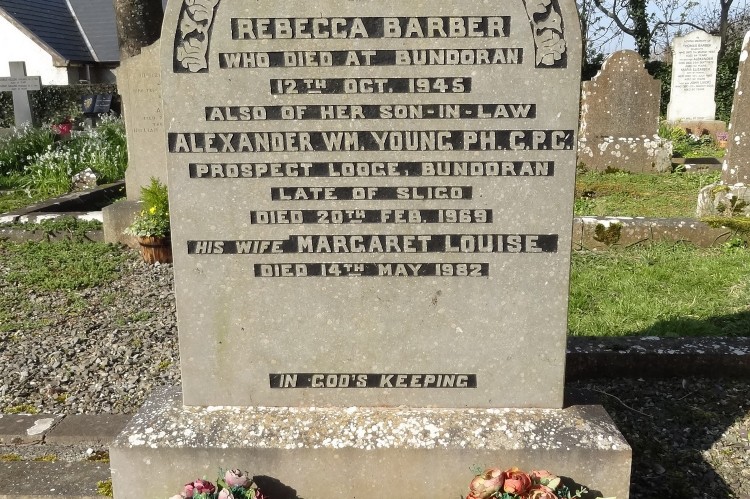 REBECCA BARBER
WHO DIED AT BUNDORAN
12TH OCT. 1945
ALSO OF HER SON-IN-LAW
ALEXANDER WM. YOUNG PH. C.P.C.
PROSPECT LODGE, BUNDORAN
LATE OF SLIGO
DIED 20TH FEB. 1969
HIS WIFE MARGARET LOUISE
DIED 14TH MAY 1982
IN GOD'S KEEPING